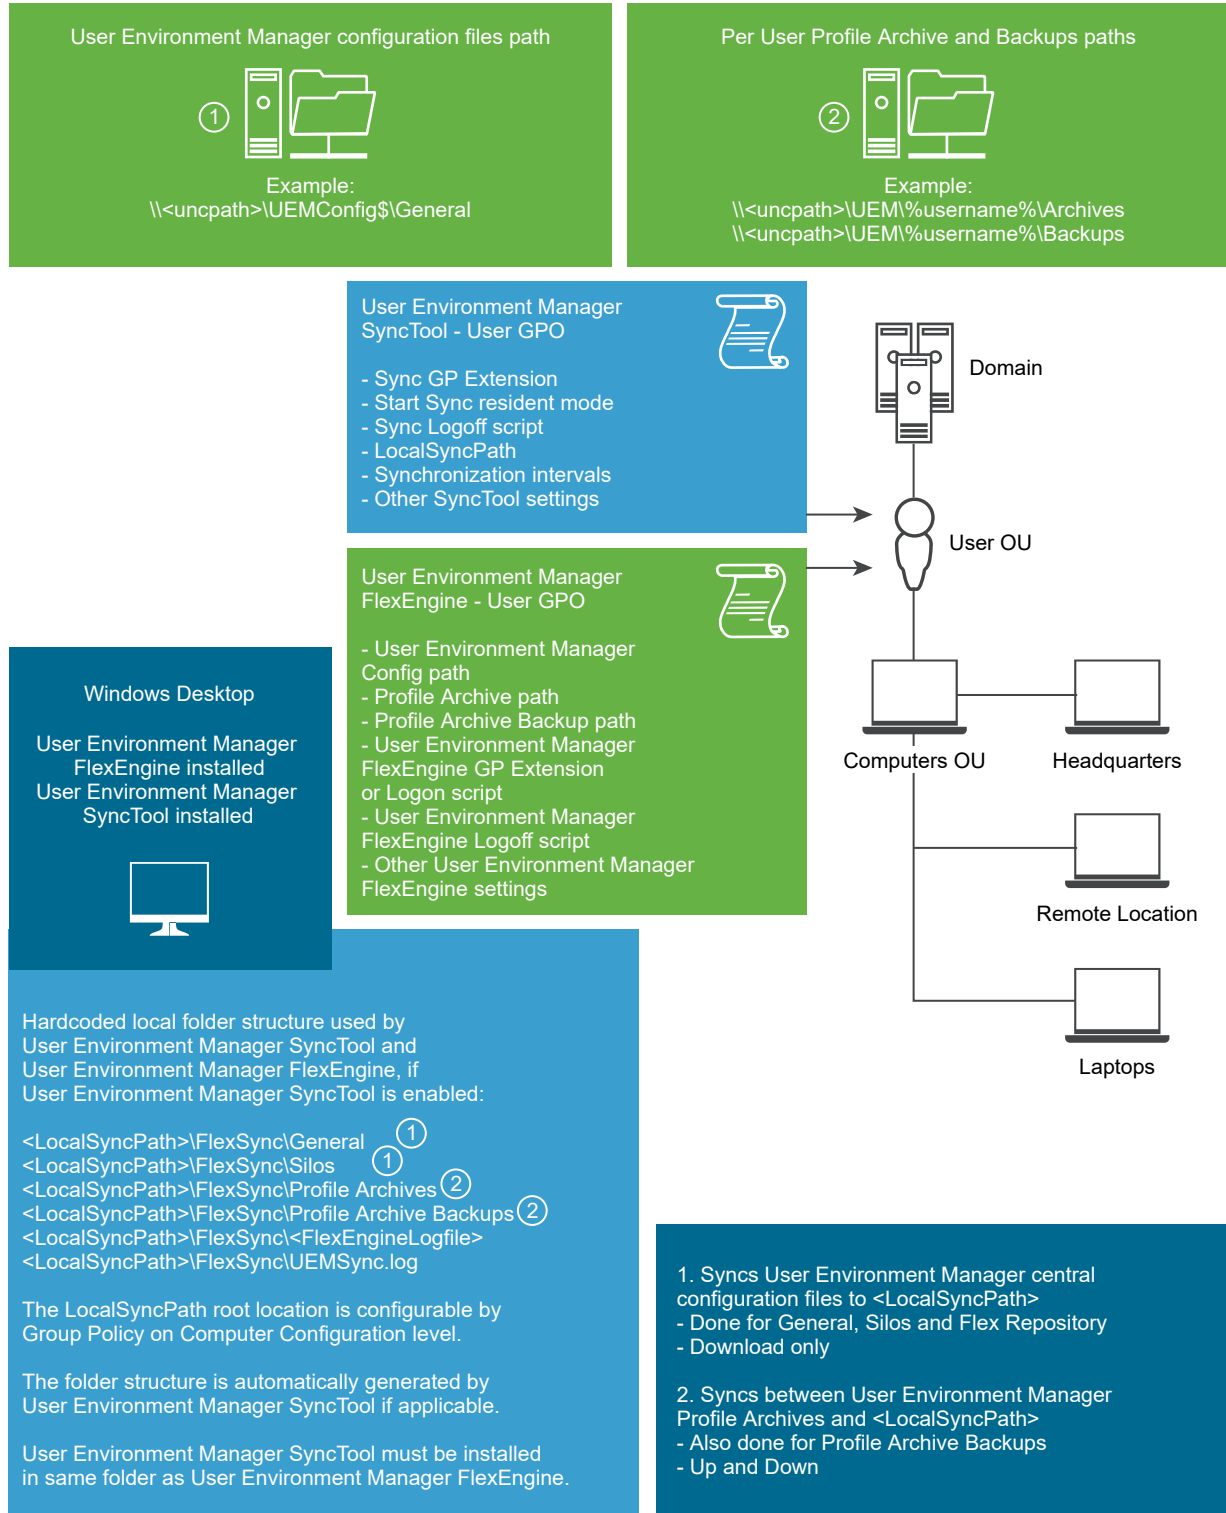 User Environment Manager configuration files path
1
Example:
\\<uncpath>\UEMConfig$\General
Per User Profile Archive and Backups paths
2
Example:
\\<uncpath>\UEM\%username%\Archives
\\<uncpath>\UEM\%username%\Backups
User Environment Manager
SyncTool - User GPO
- Sync GP Extension
- Start Sync resident mode
- Sync Logoff script
- LocalSyncPath
- Synchronization intervals
- Other SyncTool settings
Domain
User OU
User Environment Manager
FlexEngine - User GPO
- User Environment Manager
Config path
- Profile Archive path
- Profile Archive Backup path
- User Environment Manager
FlexEngine GP Extension
or Logon script
- User Environment Manager
FlexEngine Logoff script
- Other User Environment Manager
FlexEngine settings
Computers OU
Headquarters
Remote Location
Laptops
Windows Desktop
User Environment Manager
FlexEngine installed
User Environment Manager
SyncTool installed
Hardcoded local folder structure used by
User Environment Manager SyncTool and
User Environment Manager FlexEngine, if
User Environment Manager SyncTool is enabled:
<LocalSyncPath>\FlexSync\General 1
<LocalSyncPath>\FlexSync\Silos 1
<LocalSyncPath>\FlexSync\Profile Archives 2
<LocalSyncPath>\FlexSync\Profile Archive Backups 2
<LocalSyncPath>\FlexSync\<FlexEngineLogfile>
<LocalSyncPath>\FlexSync\UEMSync.log
The LocalSyncPath root location is configurable by
Group Policy on Computer Configuration level.
The folder structure is automatically generated by
User Environment Manager SyncTool if applicable.
User Environment Manager SyncTool must be installed
in same folder as User Environment Manager FlexEngine.
1. Syncs User Environment Manager central
configuration files to <LocalSyncPath>
- Done for General, Silos and Flex Repository
- Download only
2. Syncs between User Environment Manager
Profile Archives and <LocalSyncPath>
- Also done for Profile Archive Backups
- Up and Down